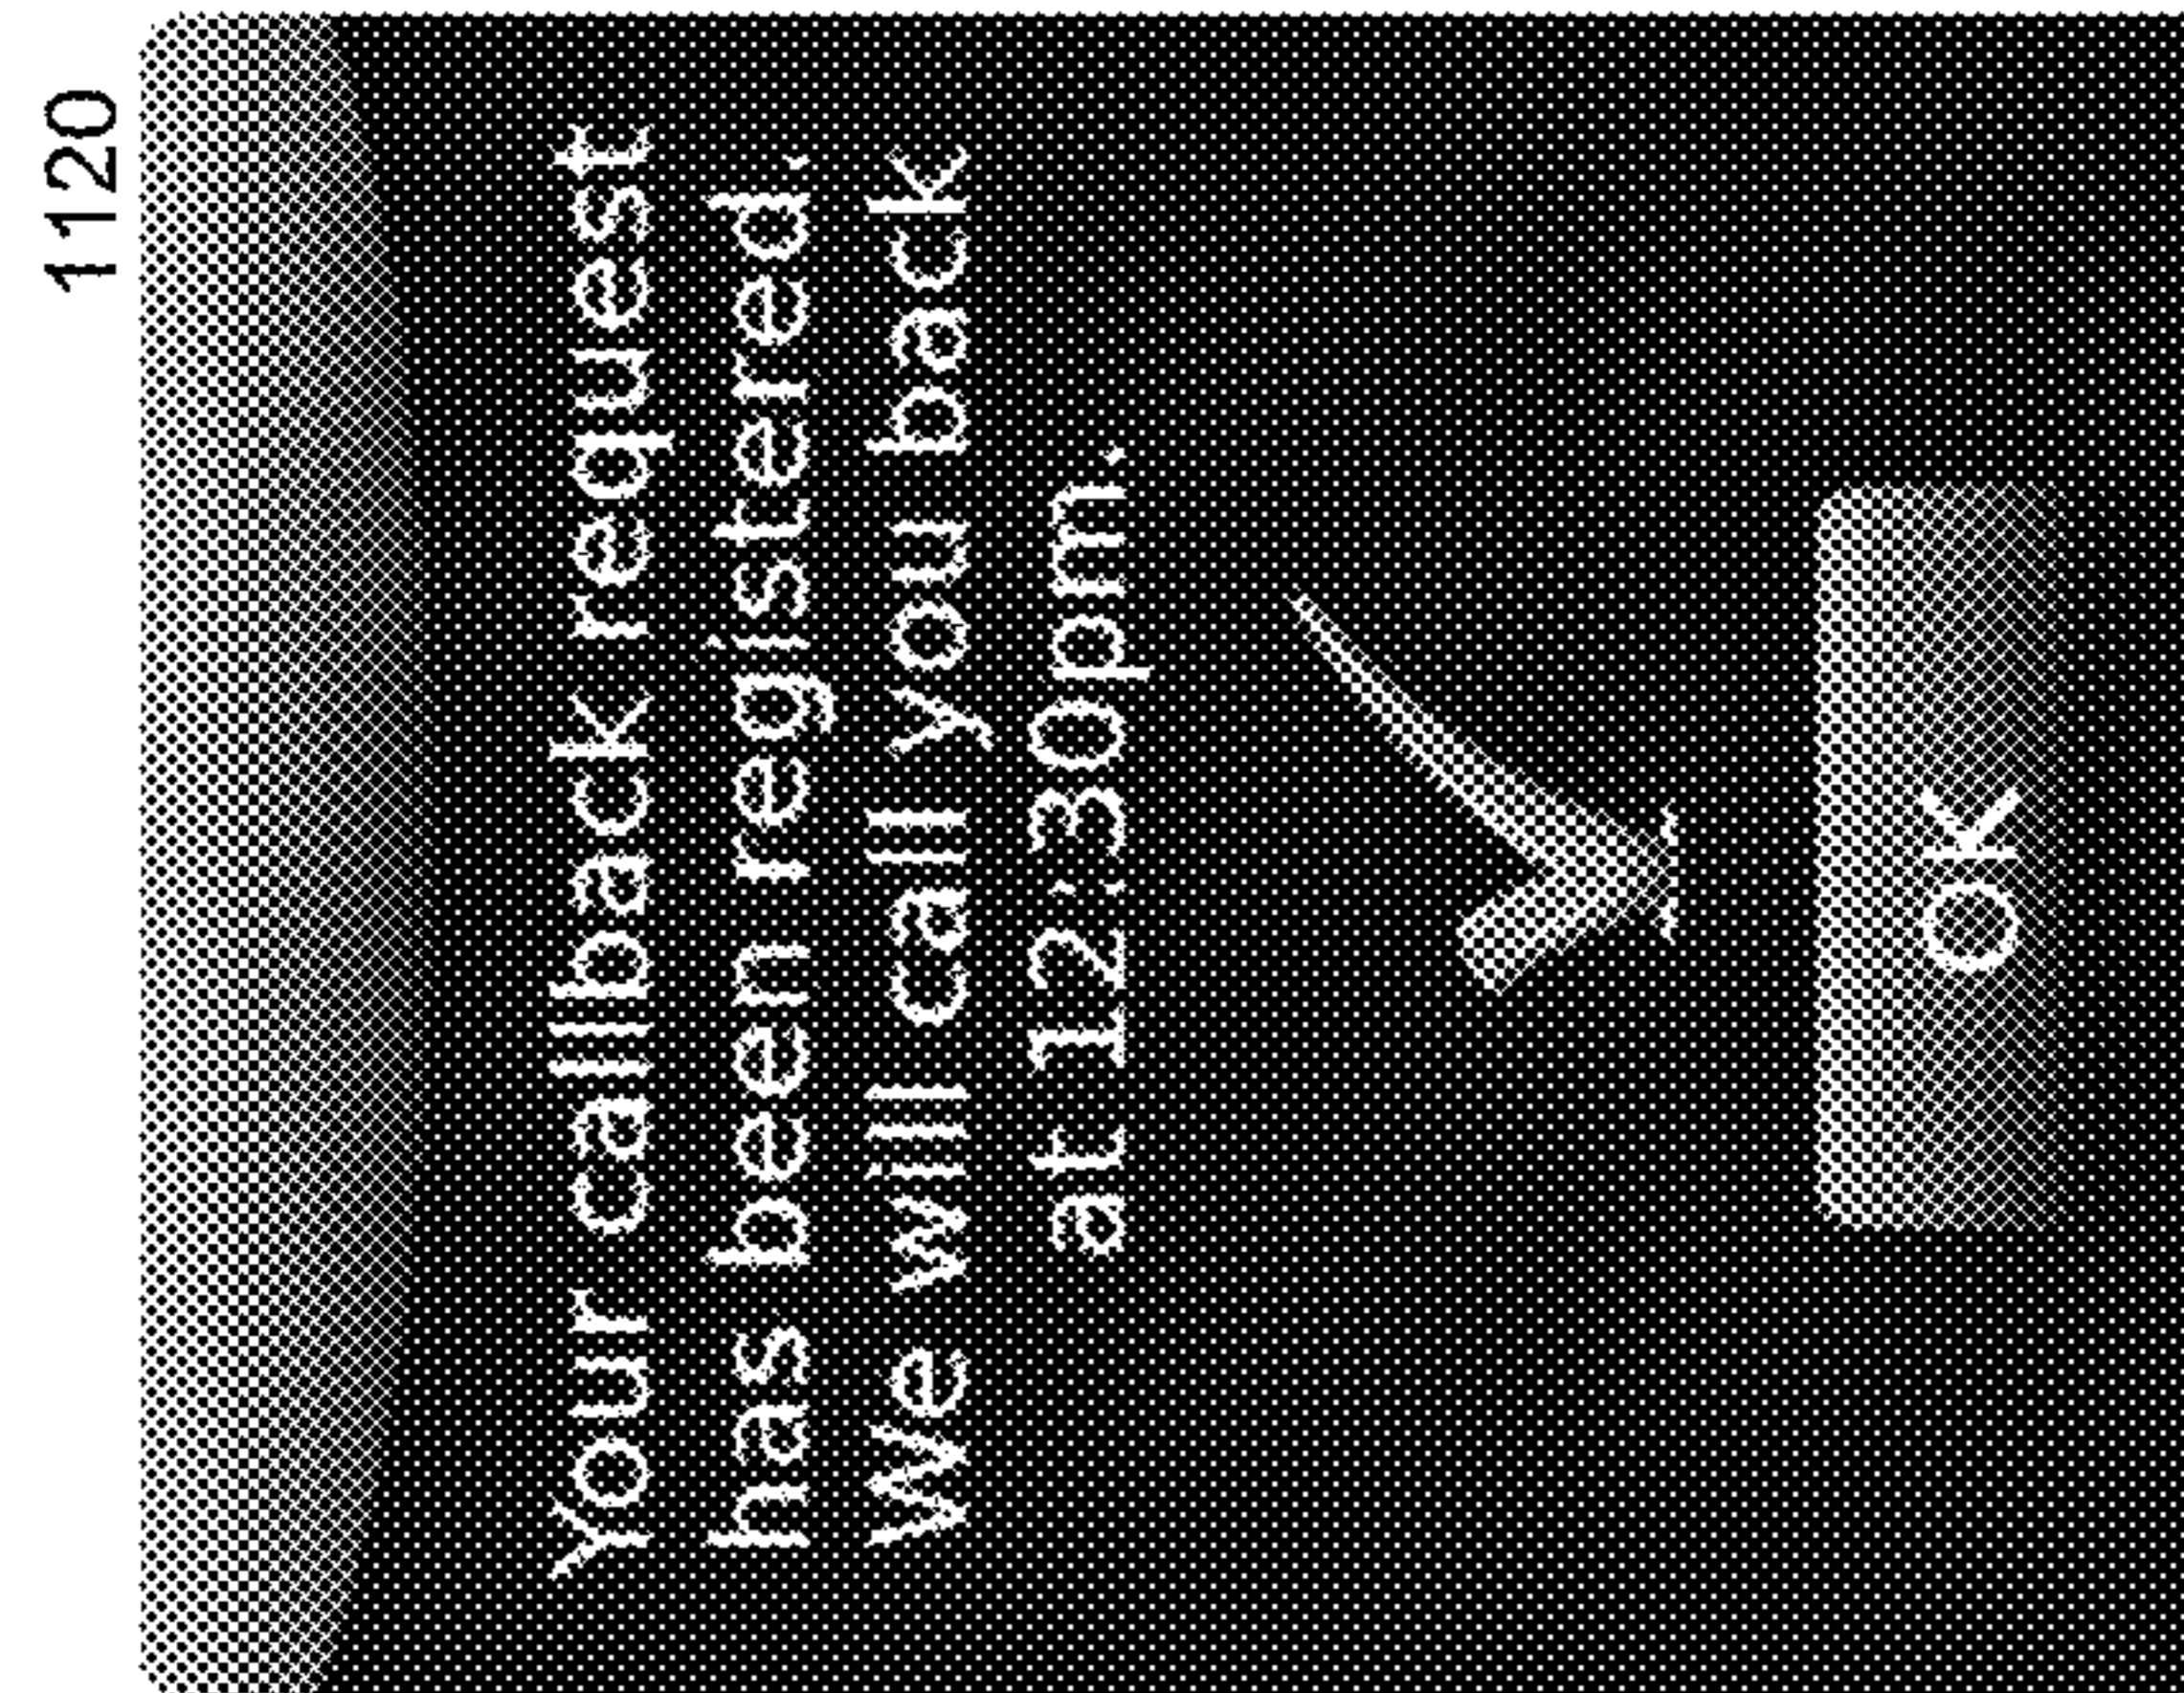 1120
Your callback request
has been registered.
We will call you back
at 12:30pm.
OK